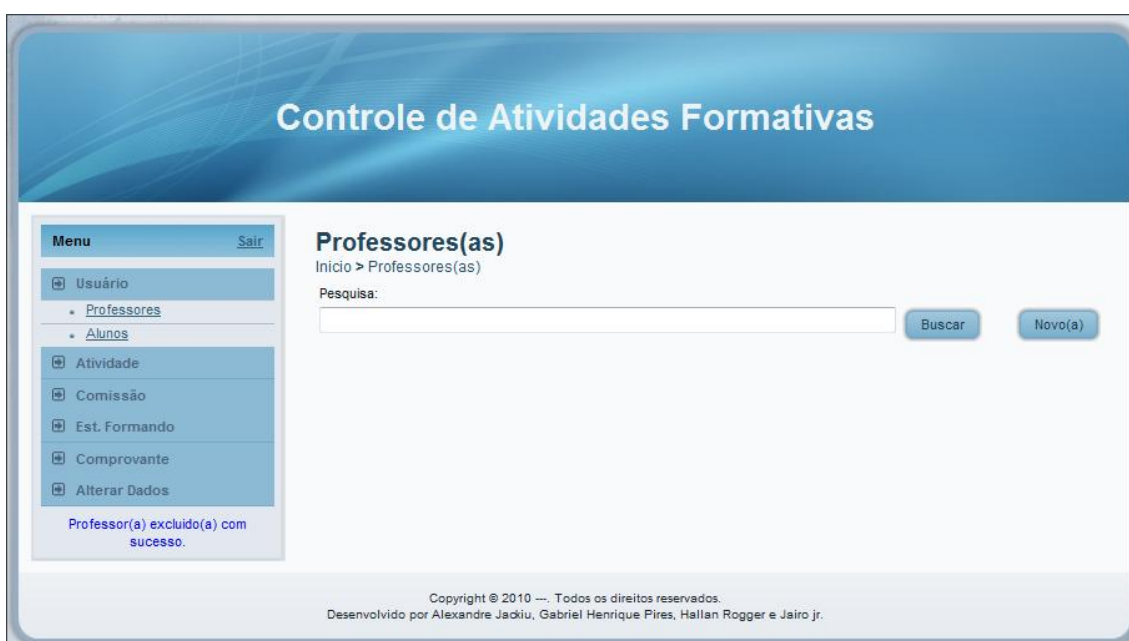 Controle de Atividades Formativas
Menu Sair
Usuário
Professores
Alunos
Atividade
Comissão
Est. Formando
Comprovante
Alterar Dados
Professor(a) excluido(a) com
sucesso.
Professores(as)
Inicio > Professores(as)
Pesquisa:
Buscar Novo(a)
Copyright © 2010 ---. Todos os direitos reservados.
Desenvolvido por Alexandre Jackiu, Gabriel Henrique Pires, Hallan Rogger e Jairo jr.